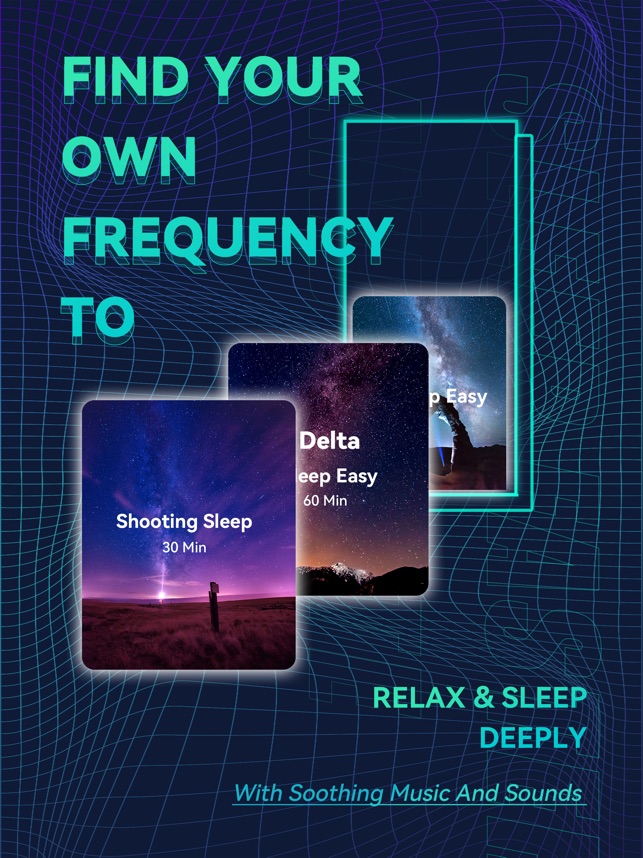 FIND YOUR
OWN
FREQUENCY
TO
p Easy
Delta
eep Easy
60 Min
Shooting Sleep
30 Min
RELAX & SLEEP
DEEPLY
With Soothing Music And Sounds